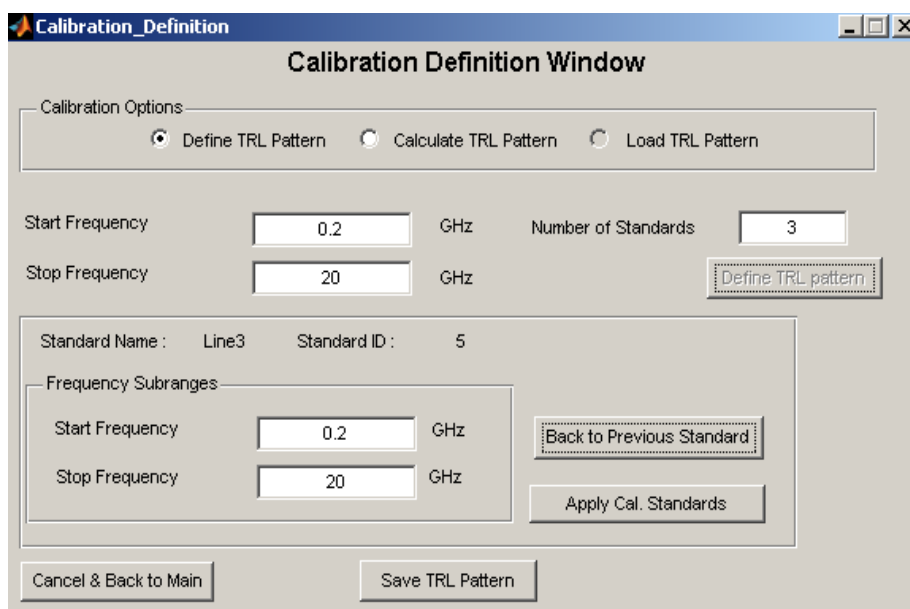 Calibration_Definition
Calibration Definition Window
Calibration Options
Define TRL Pattern Calculate TRL Pattern Load TRL Pattern
Start Frequency 0.2 GHz Number of Standards 3
Stop Frequency 20 GHz Define TRL pattern
Standard Name : Line3 Standard ID : 5
Frequency Subranges
Start Frequency 0.2 GHz
Back to Previous Standard
Stop Frequency 20 GHz
Apply Cal. Standards
Cancel & Back to Main Save TRL Pattern